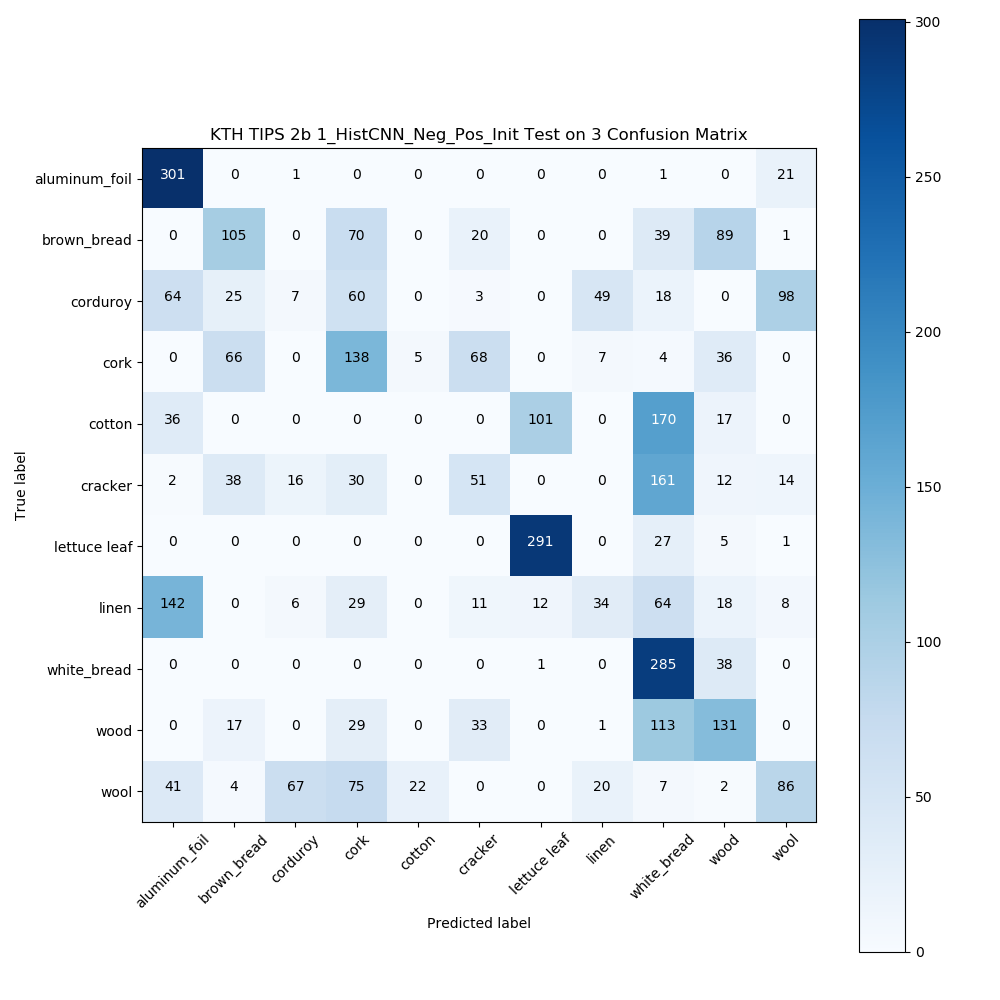 KTH TIPS 2b 1_HistCNN_Neg_Pos_Init Test on 3 Confusion Matrix
True label
aluminum_foil 301 0 1 0 0 0 0 0 1 0 21
brown_bread 0 105 0 70 0 20 0 0 39 89 1
corduroy 64 25 7 60 0 3 0 49 18 0 98
cork 0 66 0 138 5 68 0 7 4 36 0
cotton 36 0 0 0 0 0 101 0 170 17 0
cracker 2 38 16 30 0 51 0 0 161 12 14
lettuce leaf 0 0 0 0 0 0 291 0 27 5 1
linen 142 0 6 29 0 11 12 34 64 18 8
white_bread 0 0 0 0 0 0 1 0 285 38 0
wood 0 17 0 29 0 33 0 1 113 131 0
wool 41 4 67 75 22 0 0 20 7 2 86
aluminum_foil brown_bread corduroy cork cotton cracker lettuce leaf linen white_bread wood wool
Predicted label
300
250
200
150
100
50
0